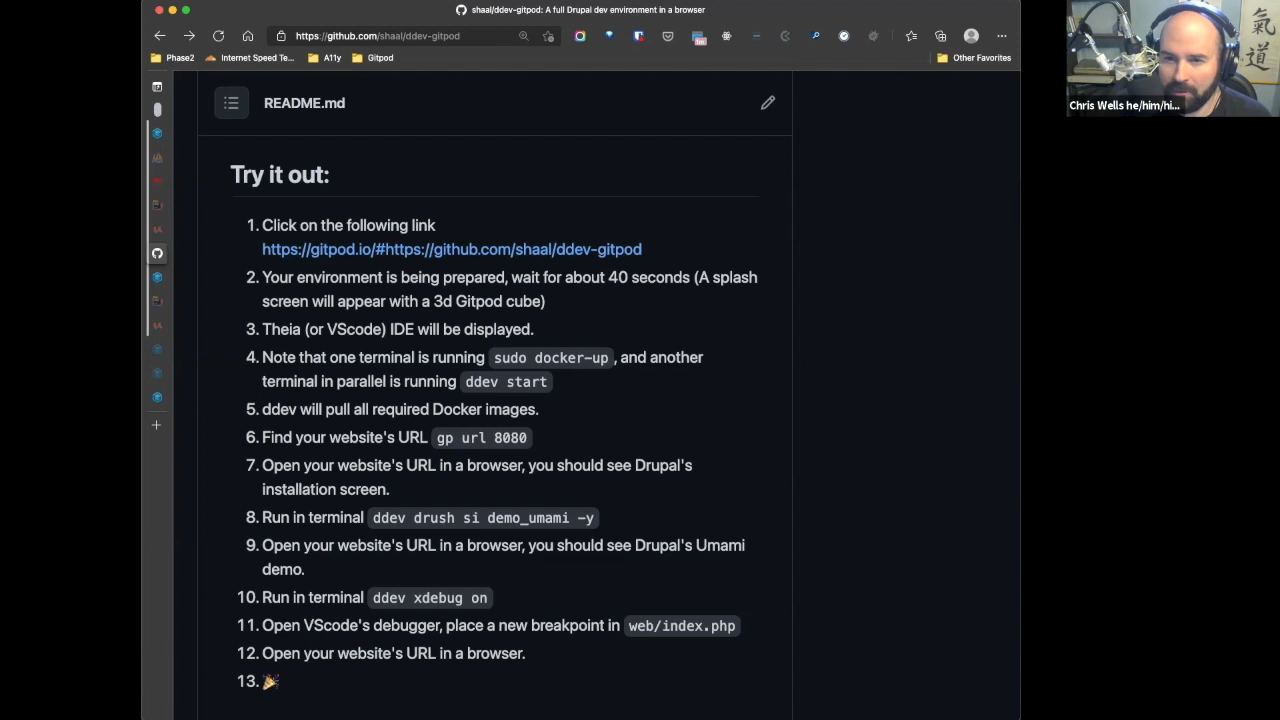 shaal/ddev-gitpod: A full Drupal dev environment in a browser
https://github.com/shaal/ddev-gitpod
Phase2
Internet Speed Te...
A11y
Gitpod
Other Favorites
README.md
Try it out:
1. Click on the following link
https://gitpod.io/#https://github.com/shaal/ddev-gitpod
2. Your environment is being prepared, wait for about 40 seconds (A splash
screen will appear with a 3d Gitpod cube)
3. Theia (or VScode) IDE will be displayed.
4. Note that one terminal is running sudo docker-up, and another
terminal in parallel is running ddev start
5. ddev will pull all required Docker images.
6. Find your website's URL gp url 8080
7. Open your website's URL in a browser, you should see Drupal's
installation screen.
8. Run in terminal ddev drush si demo_umami -y
9. Open your website's URL in a browser, you should see Drupal's Umami
demo.
10. Run in terminal ddev xdebug on
11. Open VScode's debugger, place a new breakpoint in web/index.php
12. Open your website's URL in a browser.
13. 🎉
Chris Wells he/him/hi...
氣
道